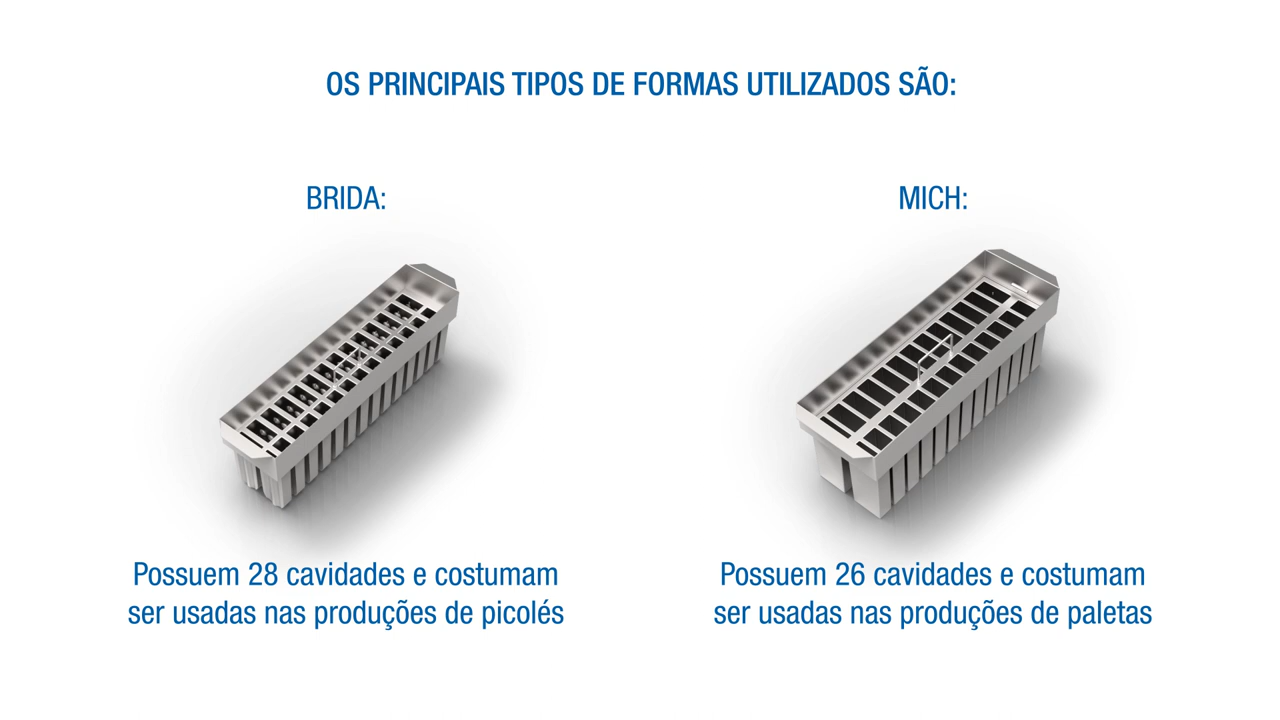 OS PRINCIPAIS TIPOS DE FORMAS UTILIZADOS SÃO:
BRIDA:
Possuem 28 cavidades e costumam
ser usadas nas produções de picolés
MICH:
Possuem 26 cavidades e costumam
ser usadas nas produções de paletas